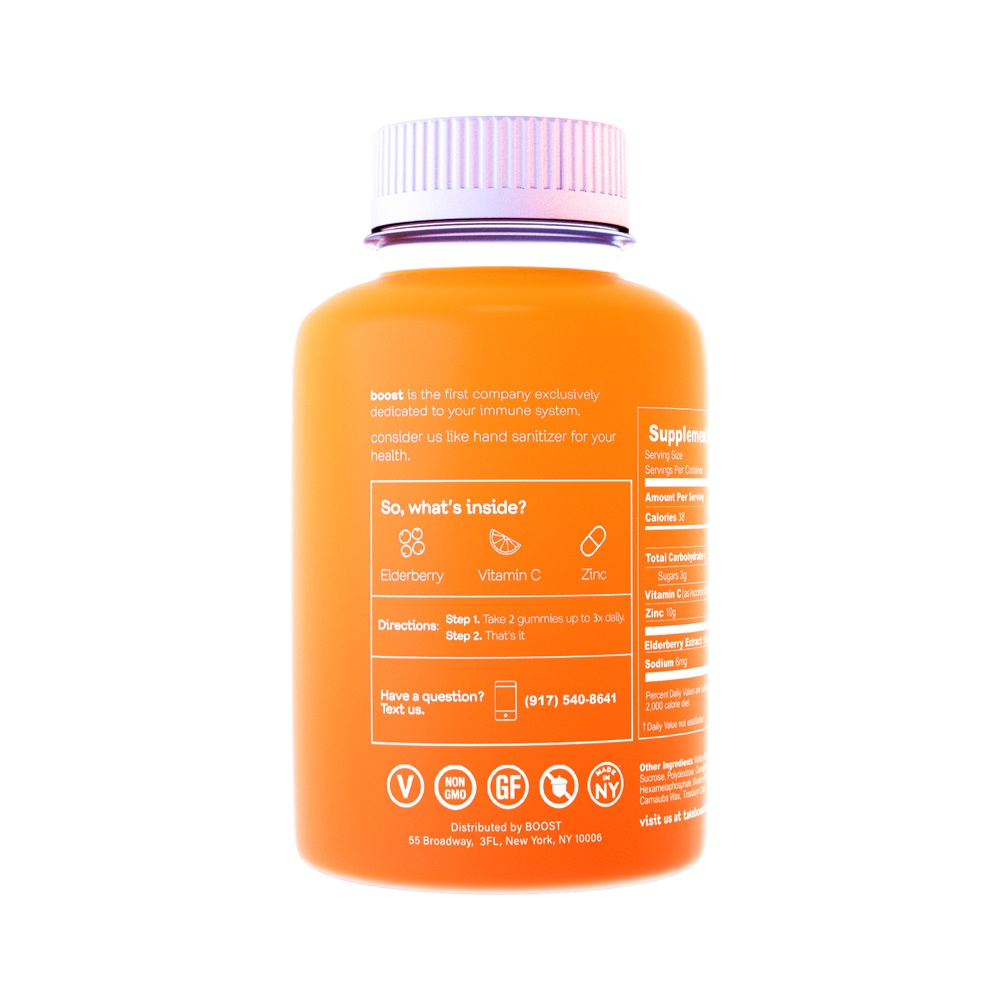 boost is the first company exclusively
dedicated to your immune system.
consider us like hand sanitizer for your
health.
So, what's inside?
Elderberry Vitamin C Zinc
Directions: Step 1. Take 2 gummies up to 3x daily.
Step 2. That's it
Have a question?
Text us.
(917) 540-8641
V NON GMO GF MADE IN NY
Distributed by BOOST
55 Broadway, 3FL, New York, NY 10006
Serving Size
Servings Per Container
Amount Per Serving
Calories 38
Total Carbohydrate
Sugars 3g
Vitamin C (as
Zinc 10g
Elderberry Extract
Sodium 6mg
Percent Daily Values are
2,000 calorie diet.
† Daily Value not established
Other Ingredients
Sucrose, Polydextrose,
Hexametaphosphate,
Carnauba Wax,
visit us at